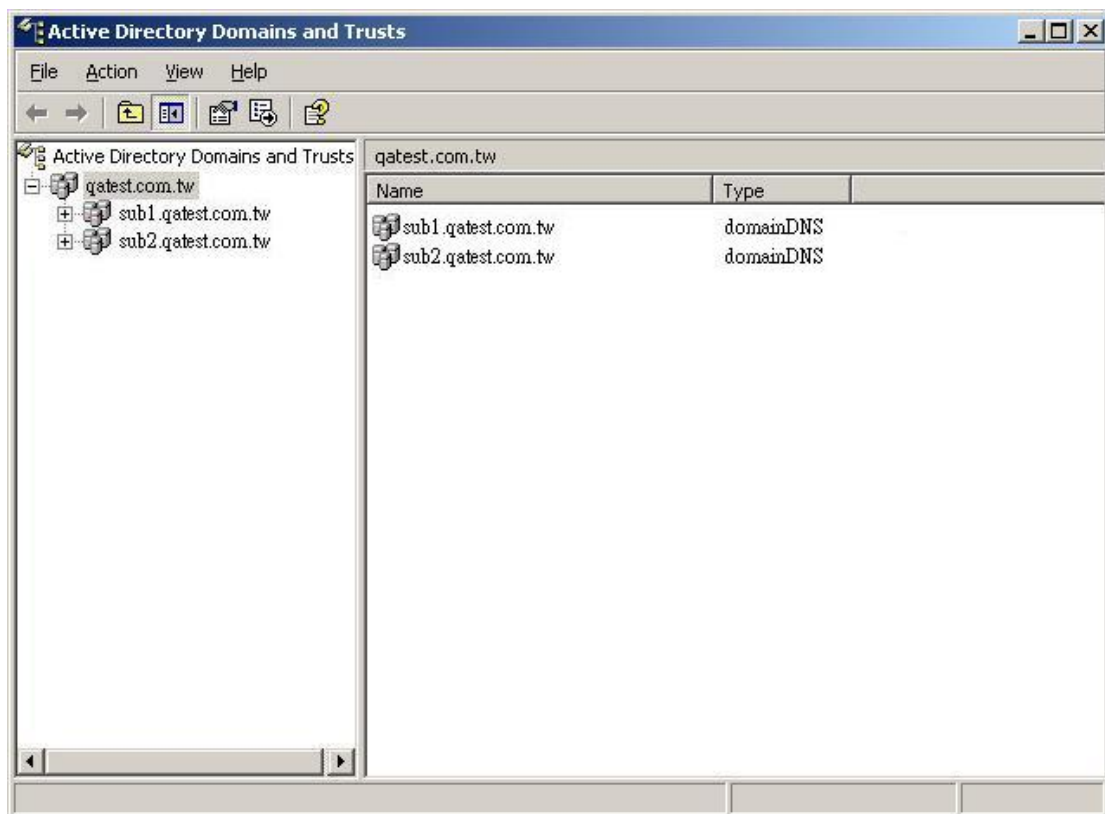 Active Directory Domains and Trusts
File Action View Help
Active Directory Domains and Trusts
qatest.com.tw
sub1.qatest.com.tw
sub2.qatest.com.tw
qatest.com.tw
Name Type
sub1.qatest.com.tw domainDNS
sub2.qatest.com.tw domainDNS